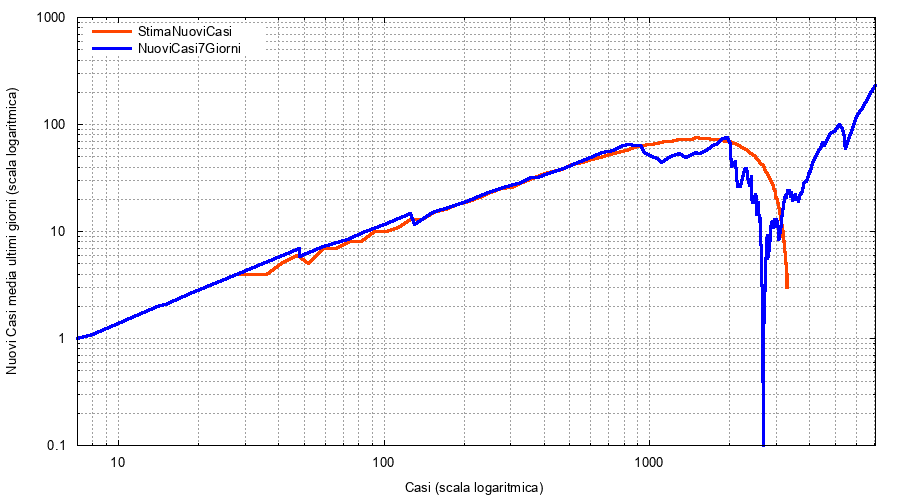 1000
StimaNuoviCasi
NuoviCasi7Giorni
100
10
1
0.1
10
100
1000
Nuovi Casi media ultimi giorni (scala logaritmica)
Casi (scala logaritmica)